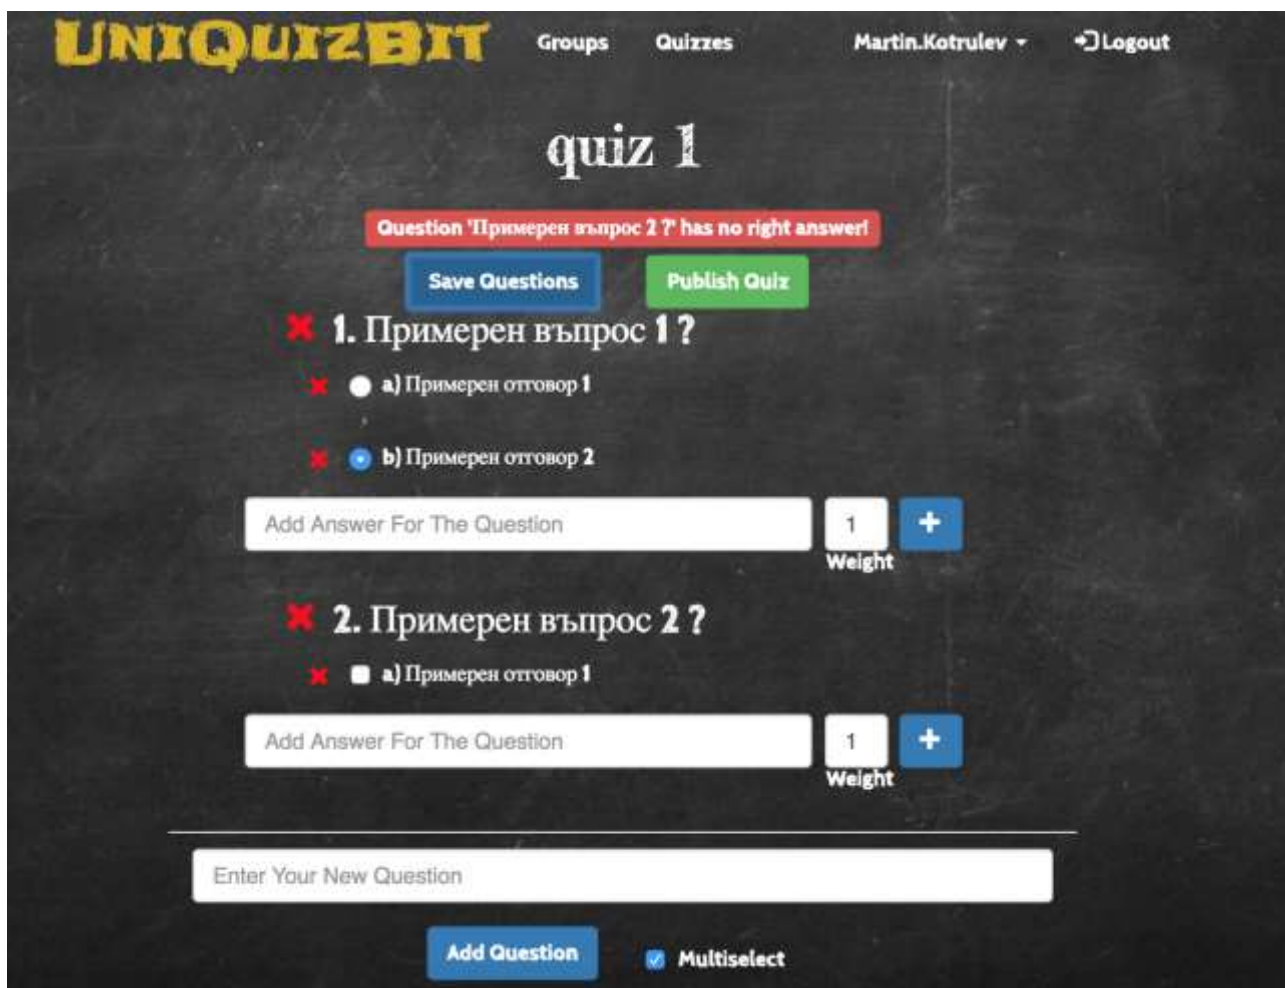 UNIQUIZBIT Groups Quizzes Martin.Kotrulev Logout
quiz 1
Question 'Примерен въпрос 2 ?' has no right answer!
Save Questions Publish Quiz
1. Примерен въпрос 1 ?
a) Примерен отговор 1
b) Примерен отговор 2
Add Answer For The Question 1 +
Weight
2. Примерен въпрос 2 ?
a) Примерен отговор 1
Add Answer For The Question 1 +
Weight
Enter Your New Question
Add Question Multiselect